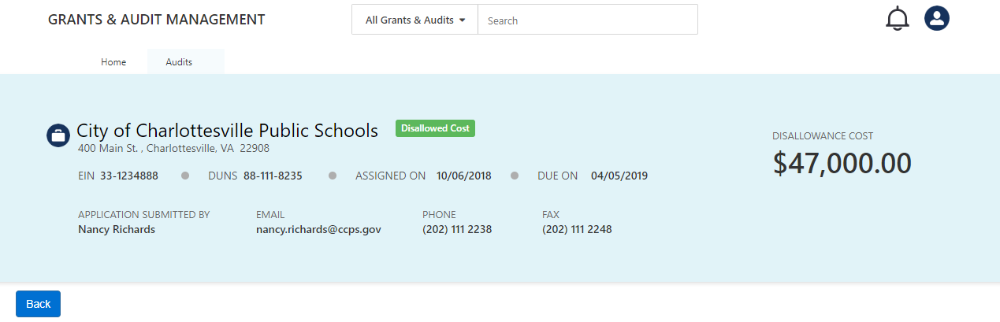 GRANTS & AUDIT MANAGEMENT
All Grants & Audits
Search
Home
Audits
City of Charlottesville Public Schools
Disallowed Cost
400 Main St. , Charlottesville, VA 22908
EIN 33-1234888 DUNS 88-111-8235 ASSIGNED ON 10/06/2018 DUE ON 04/05/2019
DISALLOWANCE COST
$47,000.00
APPLICATION SUBMITTED BY
Nancy Richards
EMAIL
nancy.richards@ccps.gov
PHONE
(202) 111 2238
FAX
(202) 111 2248
Back